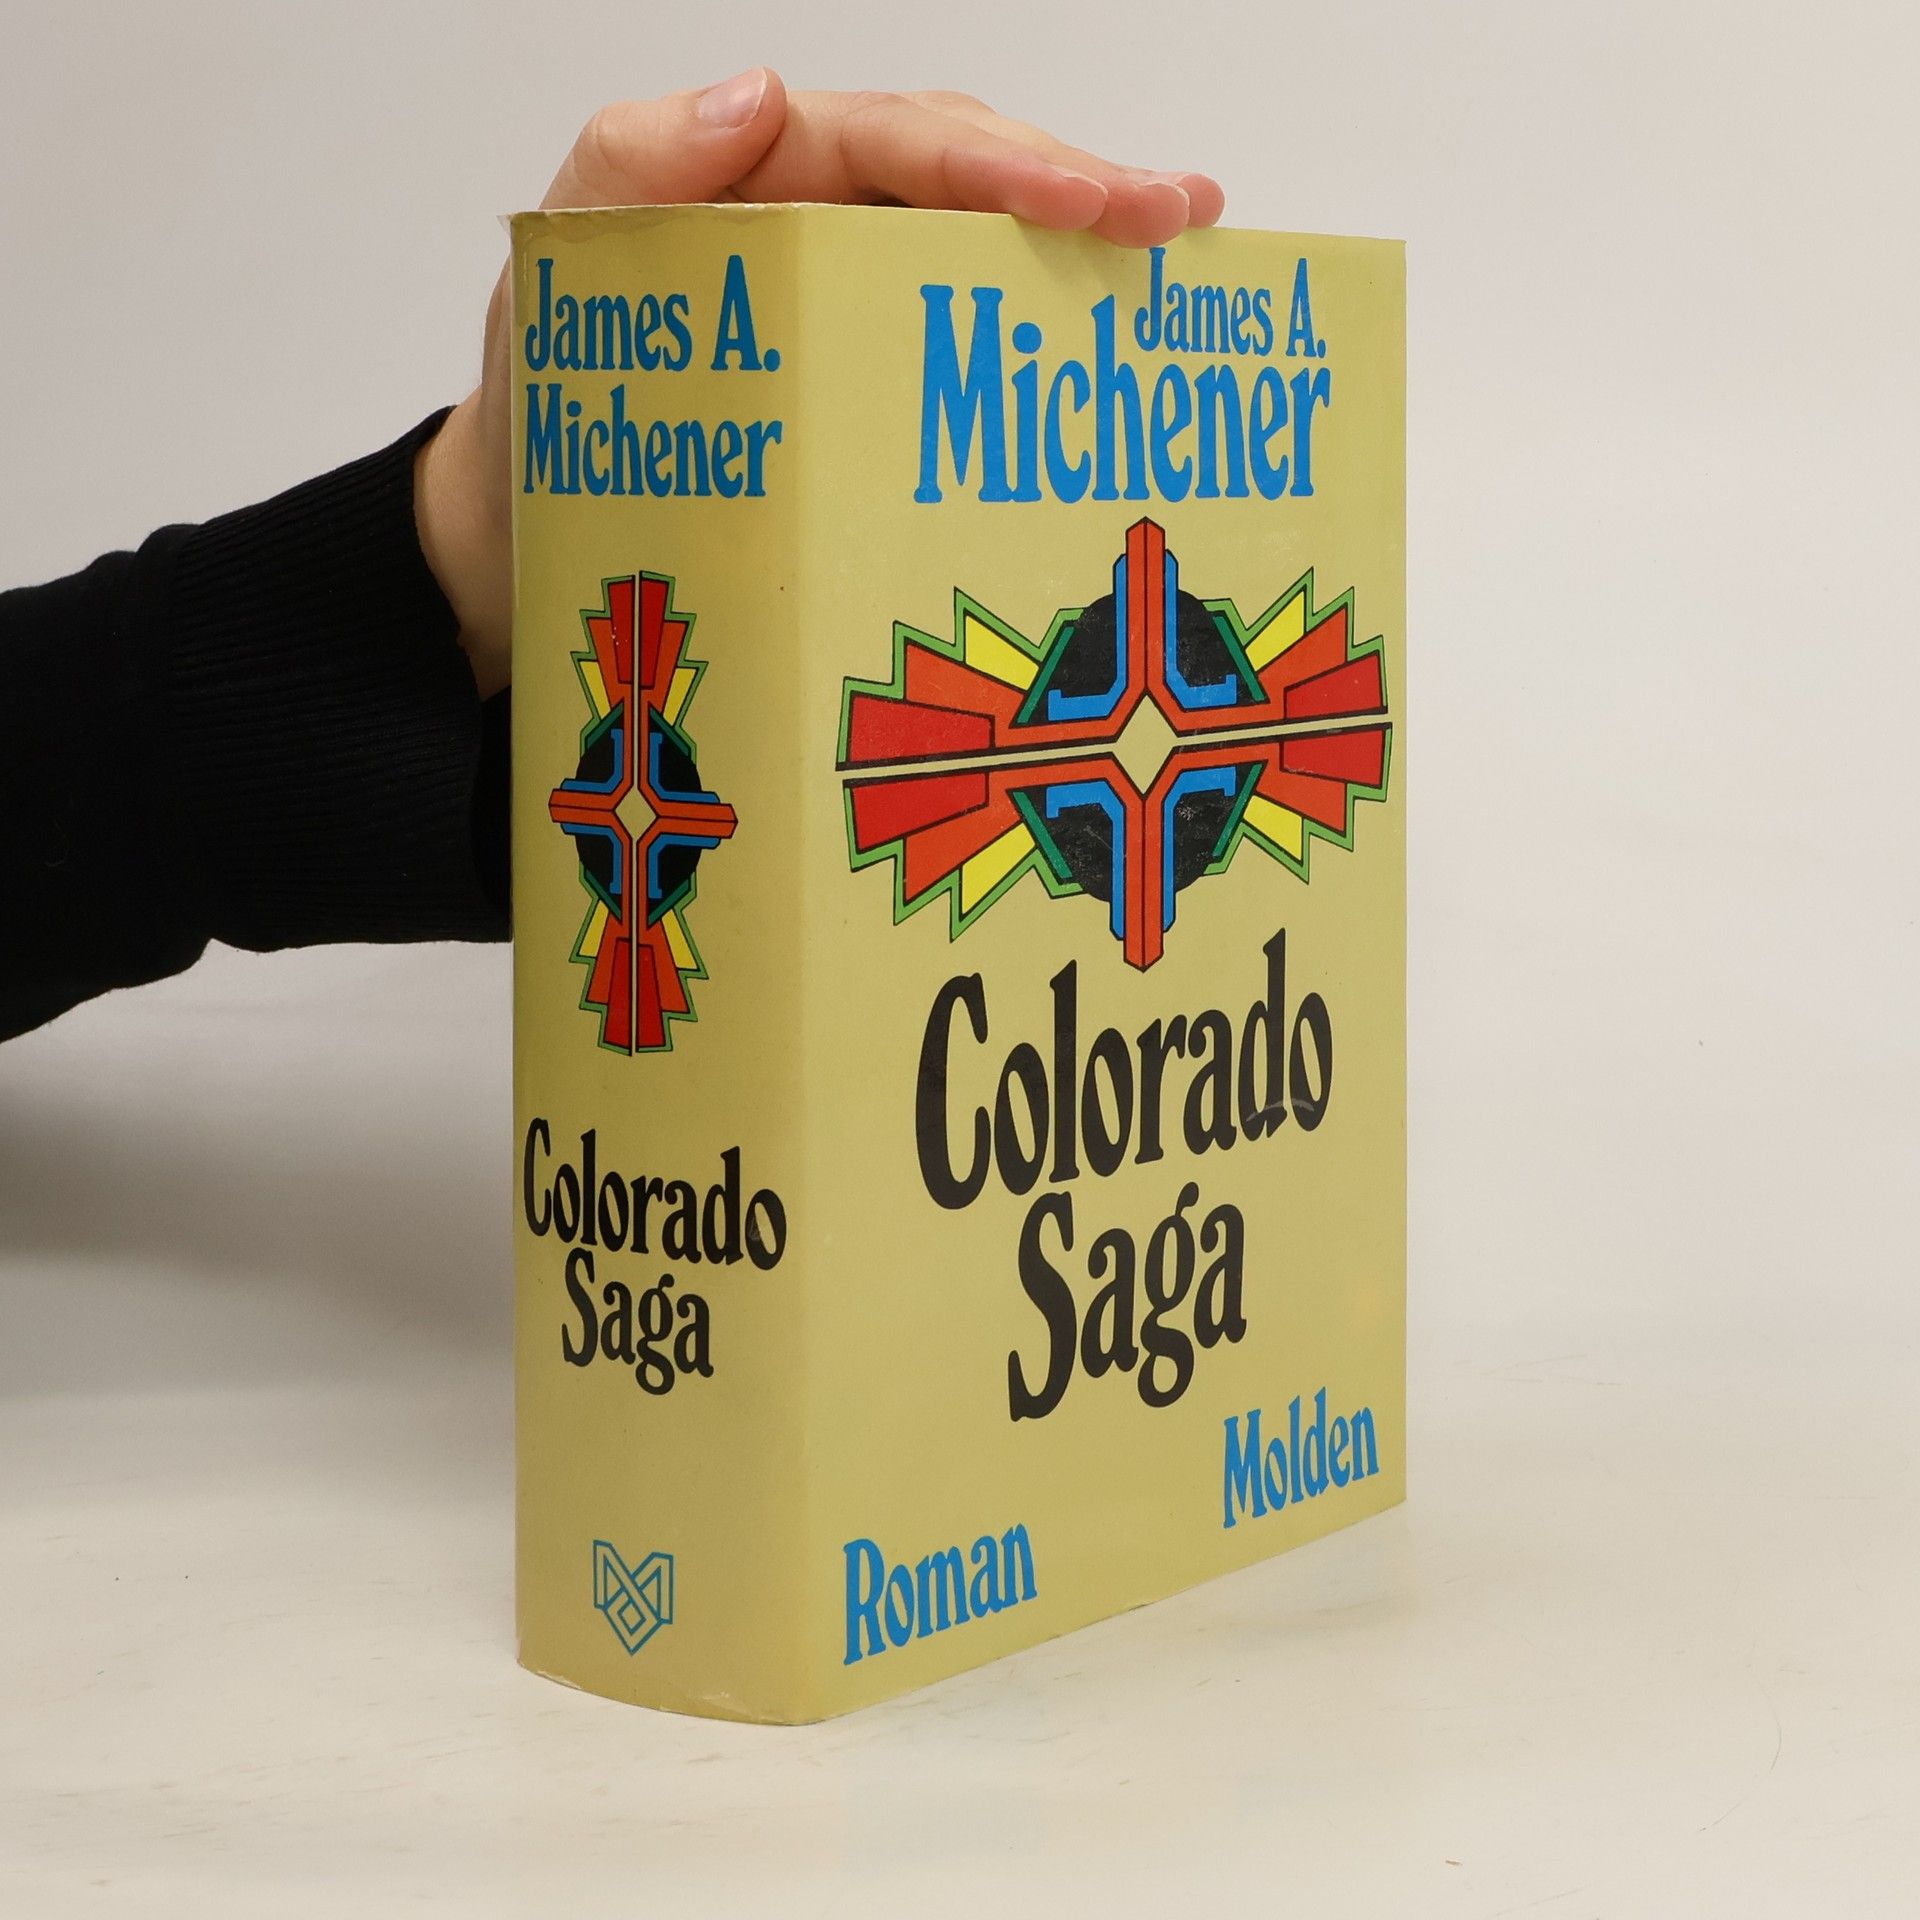 James A.
Michener
Colorado
Saga
James A.
Michener
Colorado
Saga
Molden
Roman